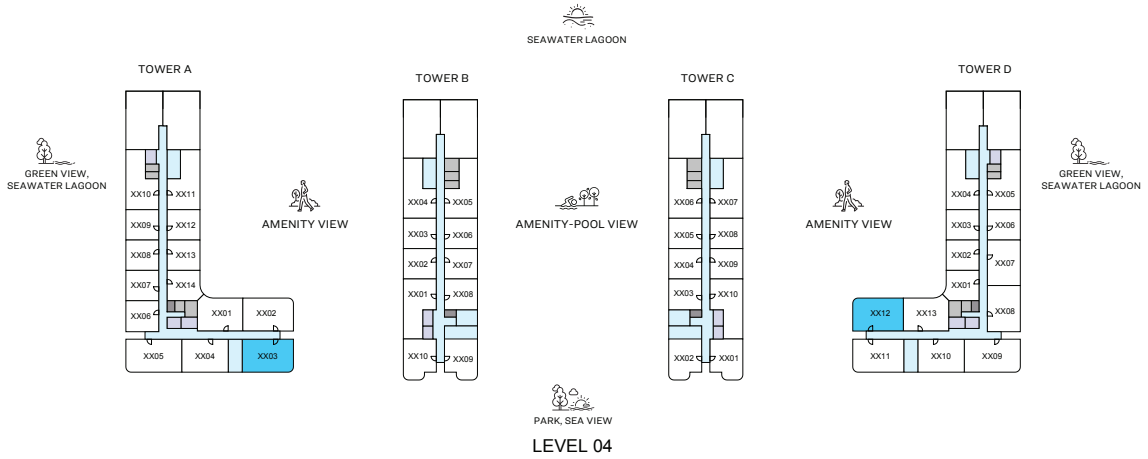 SEAWATER LAGOON
TOWER A
TOWER B
TOWER C
TOWER D
GREEN VIEW,
SEAWATER LAGOON
AMENITY VIEW
AMENITY-POOL VIEW
AMENITY VIEW
GREEN VIEW,
SEAWATER LAGOON
XX10 XX11
XX09 XX12
XX08 XX13
XX07 XX14
XX06 XX01 XX02
XX05 XX04 XX03
XX04 XX05
XX03 XX06
XX02 XX07
XX01 XX08
XX10 XX09
XX06 XX07
XX05 XX08
XX04 XX09
XX03 XX10
XX02 XX01
XX04 XX05
XX03 XX06
XX02 XX07
XX01
XX12 XX13 XX08
XX11 XX10 XX09
PARK, SEA VIEW
LEVEL 04